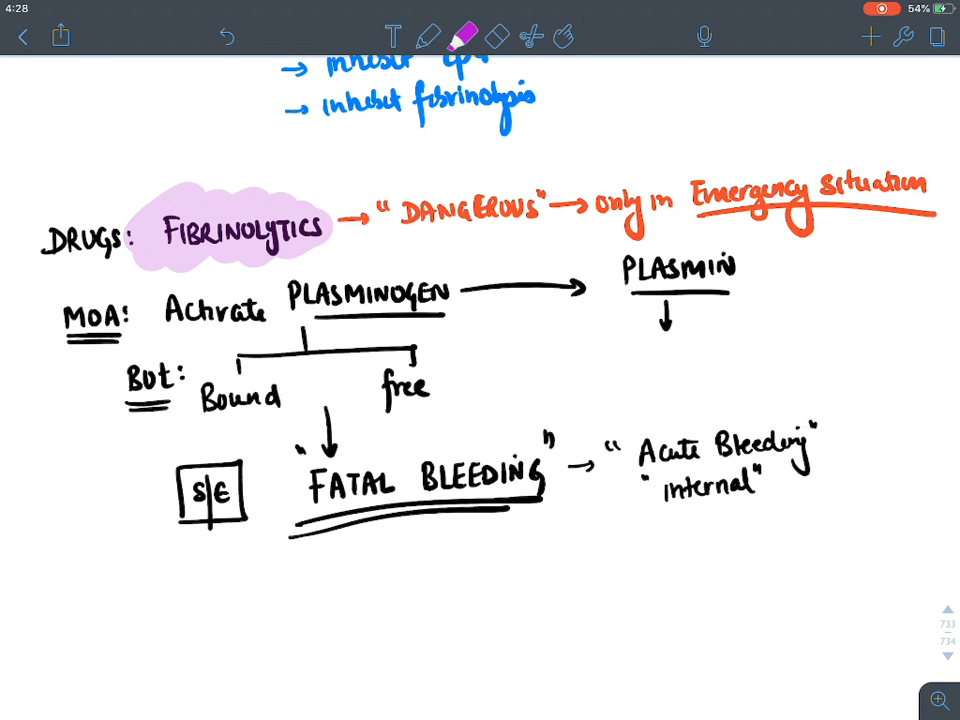 4:28
54%
T
→ inhibit
→ inhibit fibrinolysis
DRUGS: FIBRINOLYTICS → "DANGEROUS" → only in Emergency Situation
MOA: Activate PLASMINOGEN → PLASMIN
But: Bound free
S|E "FATAL BLEEDING" → "Acute Bleeding"
"internal"
733
734